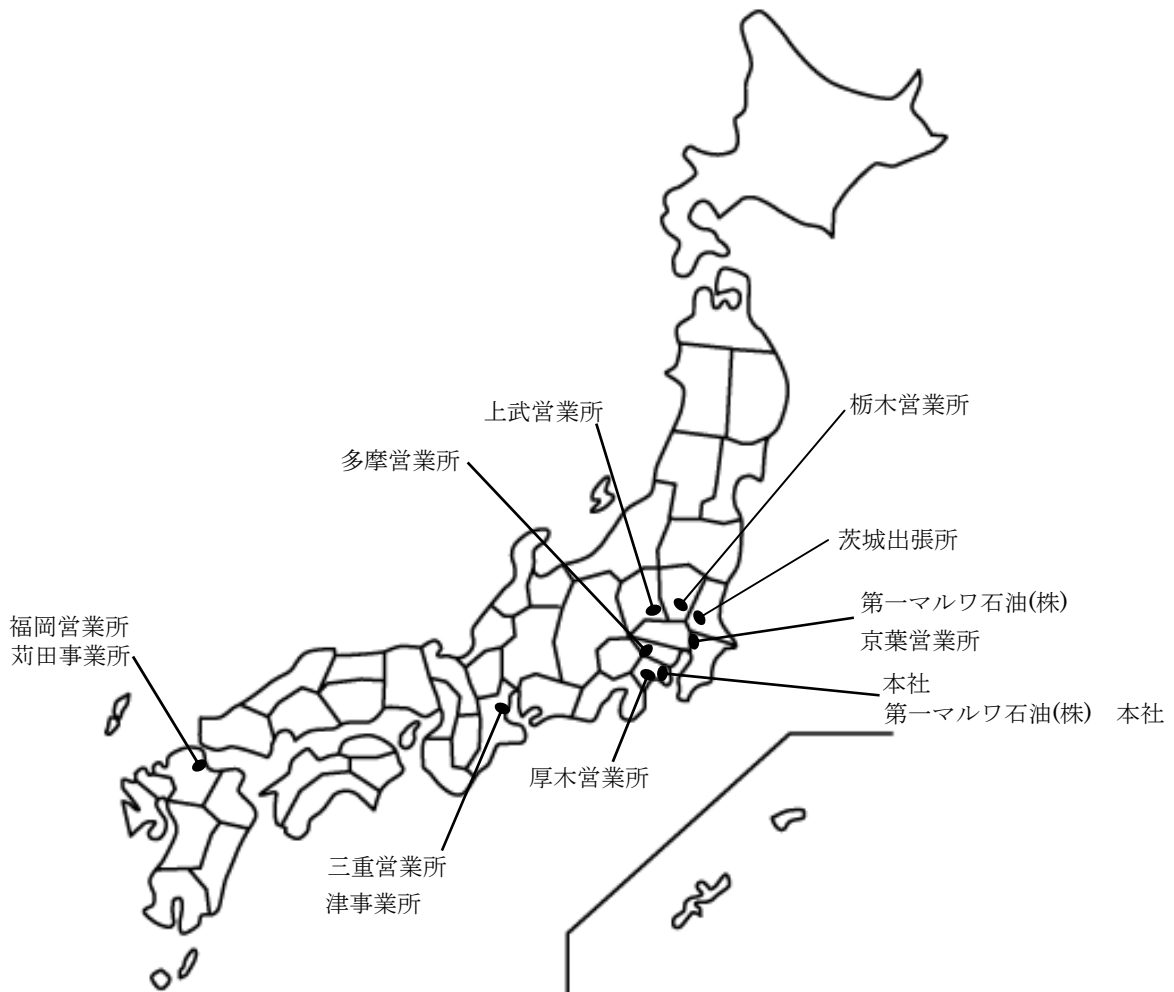 栃木営業所
上武営業所
多摩営業所
茨城出張所
第一マルワ石油(株)
京葉営業所
福岡営業所
苅田事業所
本社
第一マルワ石油(株)　本社
厚木営業所
三重営業所
津事業所